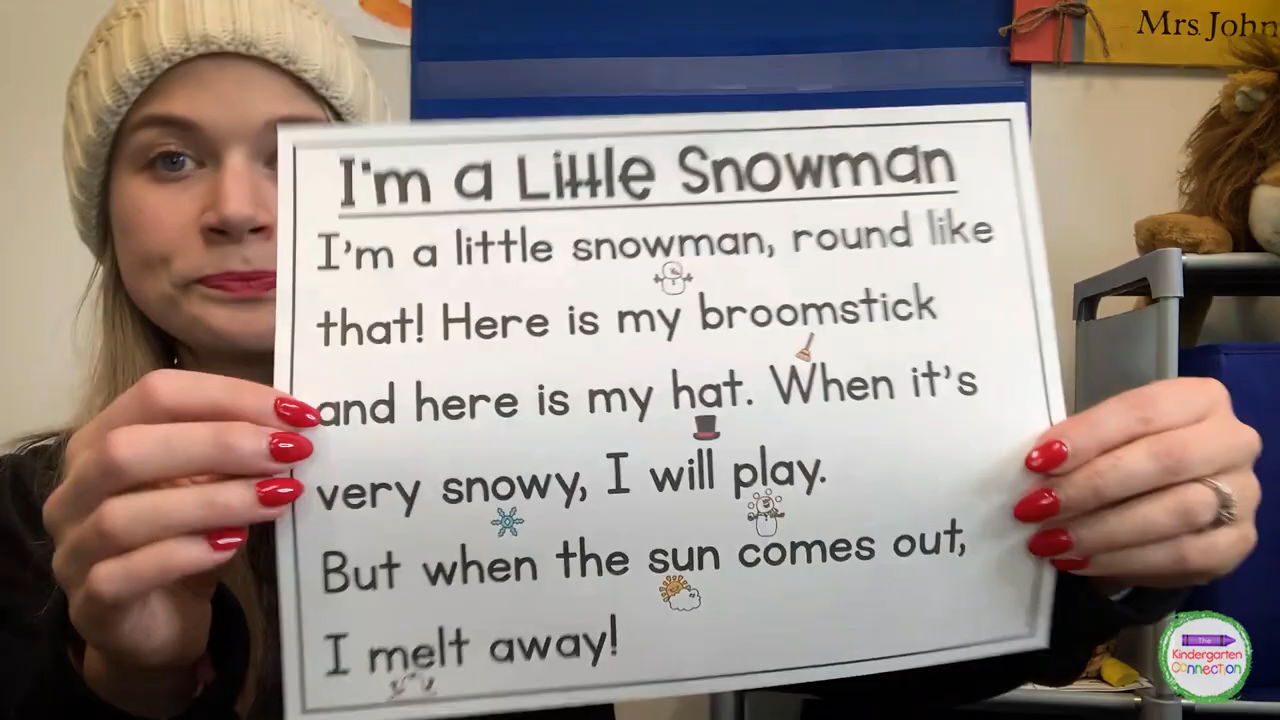 Mrs. John
I'm a Little Snowman
I'm a little snowman, round like
that! Here is my broomstick
and here is my hat. When it's
very snowy, I will play.
But when the sun comes out,
I melt away!
The
Kindergarten
Connection